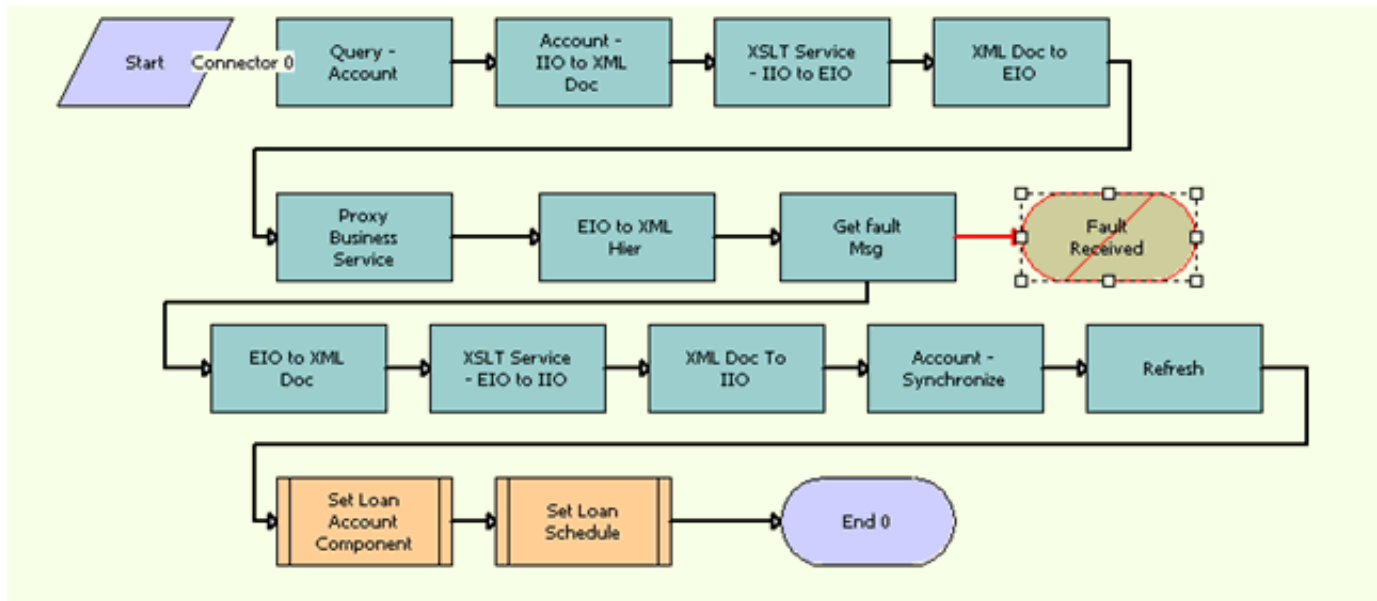 Start
Connector 0
Query -
Account
Account -
IIO to XML
Doc
XSLT Service
- IIO to EIO
XML Doc to
EIO
Proxy
Business
Service
EIO to XML
Hier
Get fault
Msg
Fault
Received
EIO to XML
Doc
XSLT Service
- EIO to IIO
XML Doc To
IIO
Account -
Synchronize
Refresh
Set Loan
Account
Component
Set Loan
Schedule
End 0